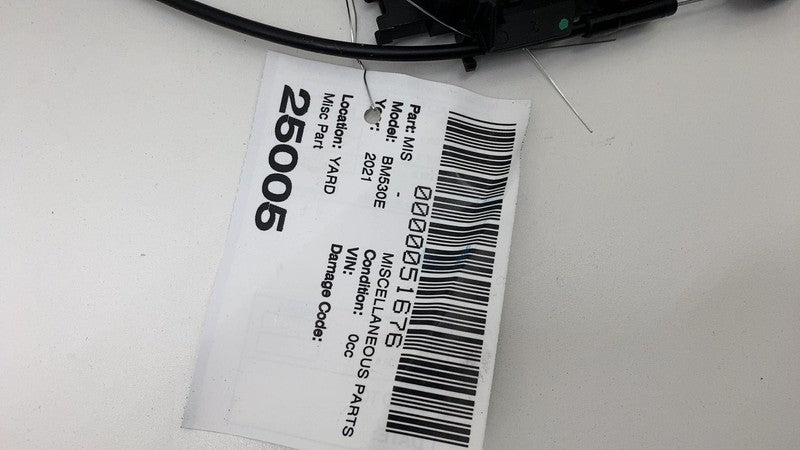 0000051676
Part: MIS - MISCELLANEOUS PARTS
Model: BM530E Condition:
Year: 2021 VIN: 0cc
Location: YARD Damage Code:
Misc Part
25005